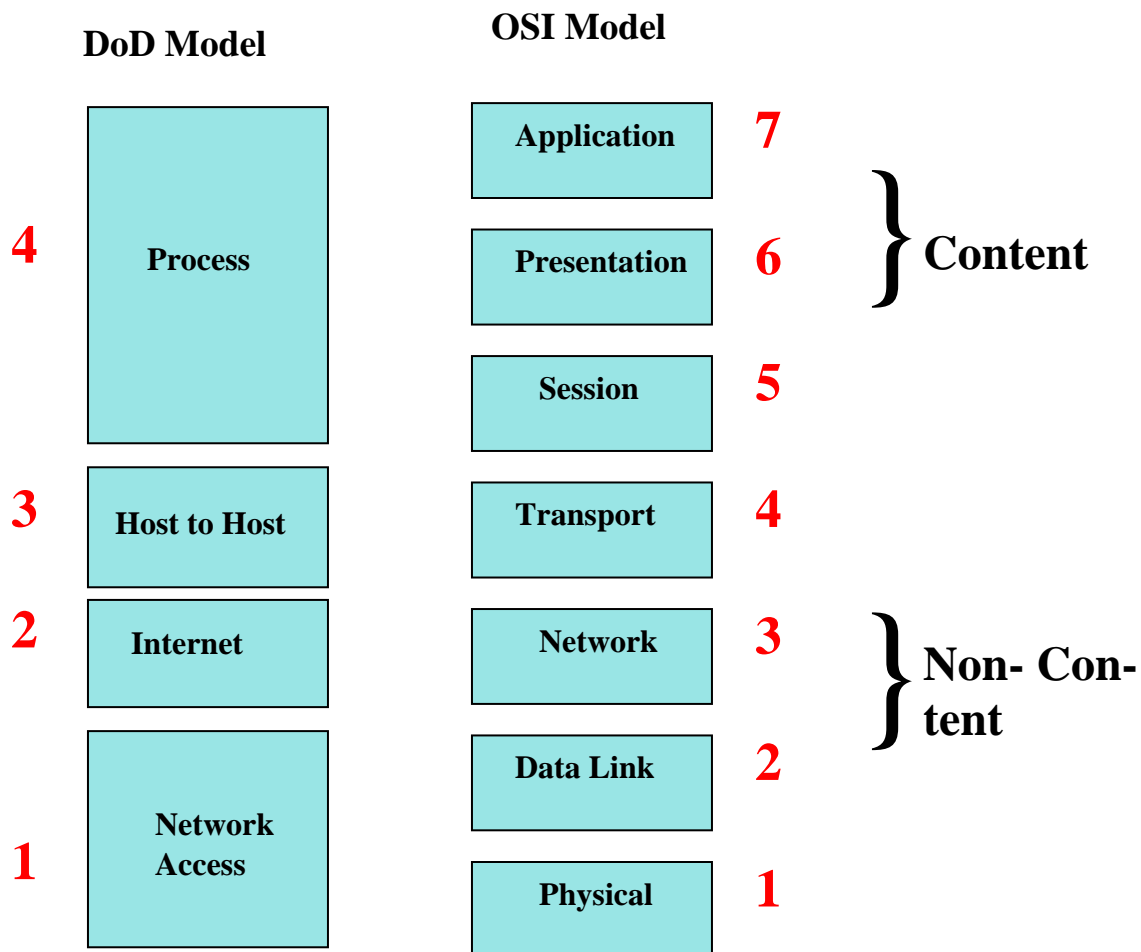 DoD Model
4
Process
3
Host to Host
2
Internet
1
Network
Access
OSI Model
Application
7
Presentation
6
Session
5
Transport
4
Network
3
Data Link
2
Physical
1
Content
Non- Con-
tent